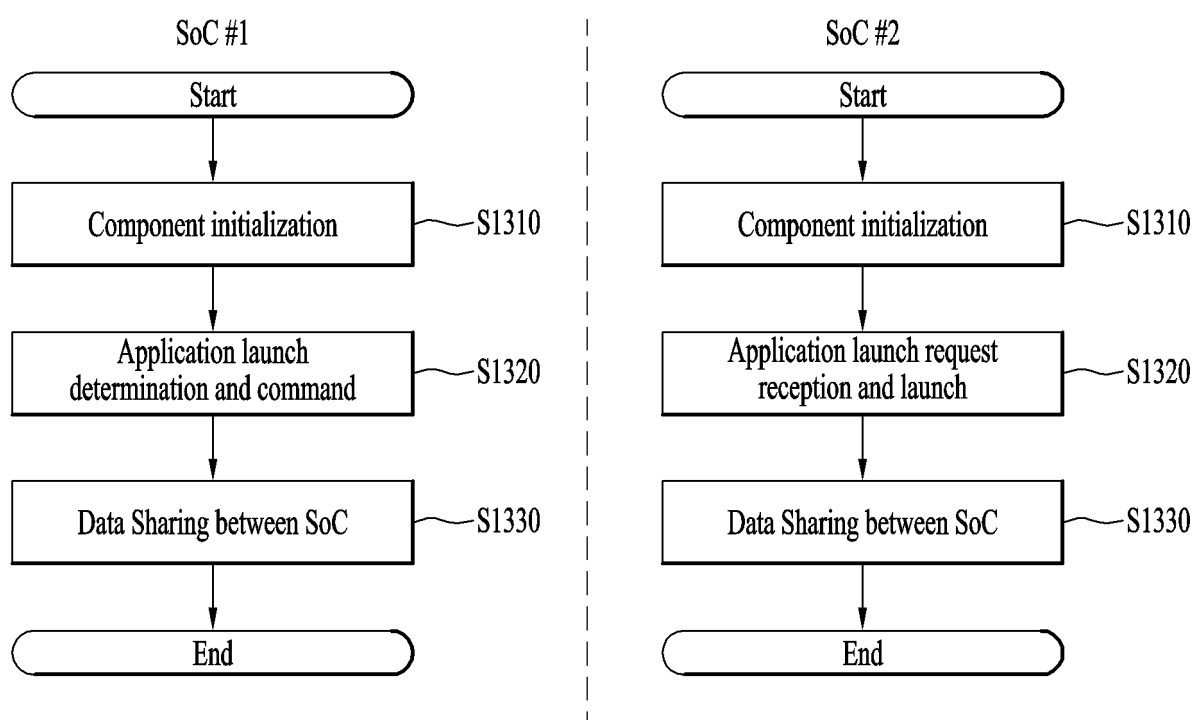 SoC #1
Start
Component initialization
S1310
Application launch
determination and command
S1320
Data Sharing between SoC
S1330
End
SoC #2
Start
Component initialization
S1310
Application launch request
reception and launch
S1320
Data Sharing between SoC
S1330
End